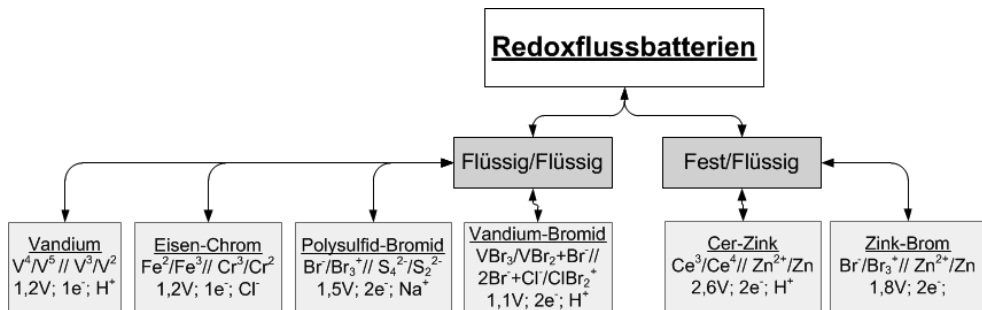 Redoxflussbatterien
Flüssig/Flüssig
Fest/Flüssig
Vandium
V⁴/V⁵ // V³/V²
1,2V; 1e⁻; H⁺
Eisen-Chrom
Fe²/Fe³// Cr³/Cr²
1,2V; 1e⁻; Cl⁻
Polysulfid-Bromid
Br⁻/Br₃⁺// S₄²⁻/S₂²⁻
1,5V; 2e⁻; Na⁺
Vandium-Bromid
VBr₃/VBr₂+Br⁻//
2Br⁻+Cl⁻/ClBr₂⁺
1,1V; 2e⁻; H⁺
Cer-Zink
Ce³/Ce⁴// Zn²⁺/Zn
2,6V; 2e⁻; H⁺
Zink-Brom
Br⁻/Br₃⁺// Zn²⁺/Zn
1,8V; 2e⁻;